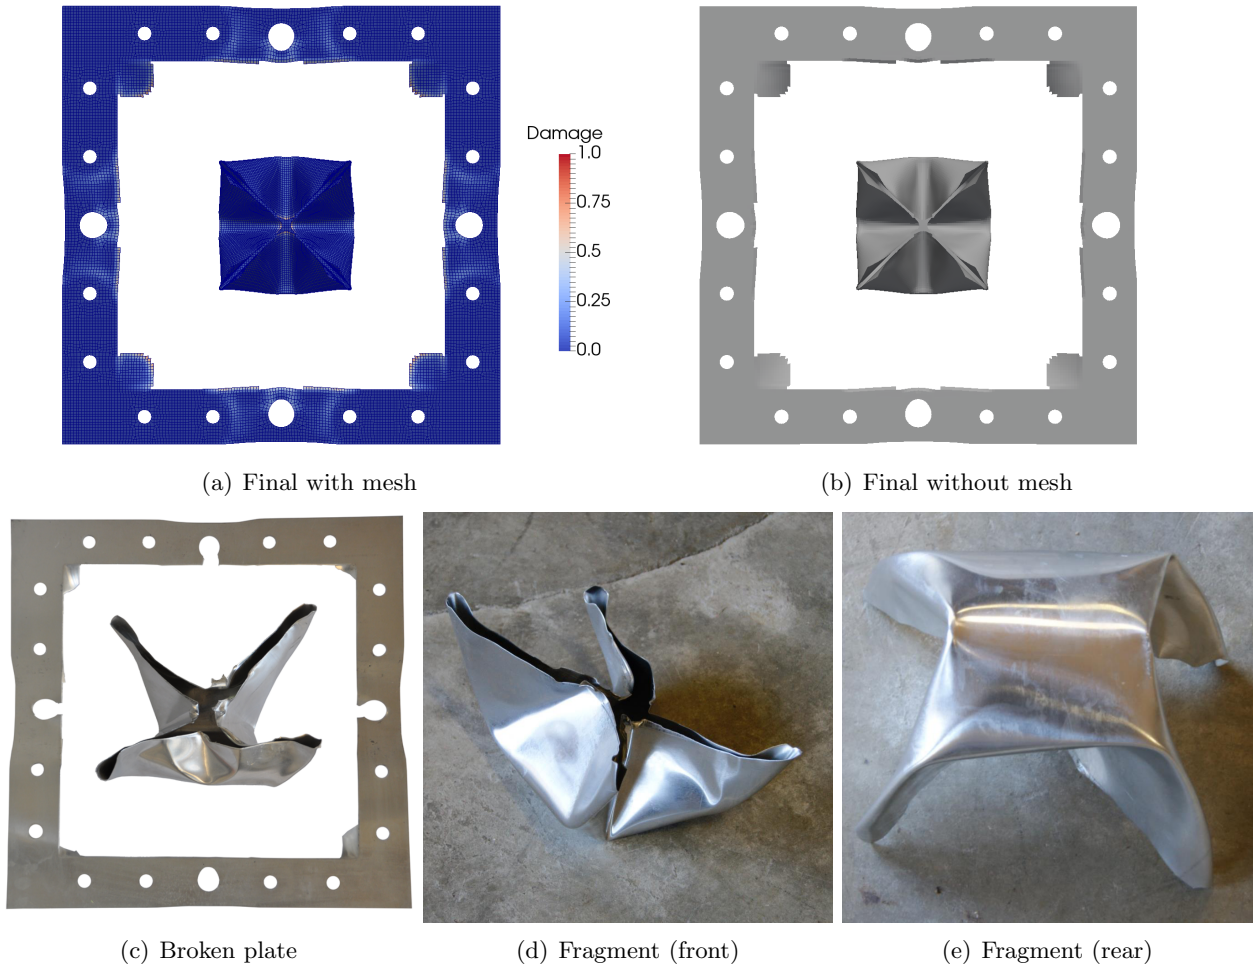 Damage
1.0
0.75
0.5
0.25
0.0
(a) Final with mesh
(b) Final without mesh
(c) Broken plate
(d) Fragment (front)
(e) Fragment (rear)